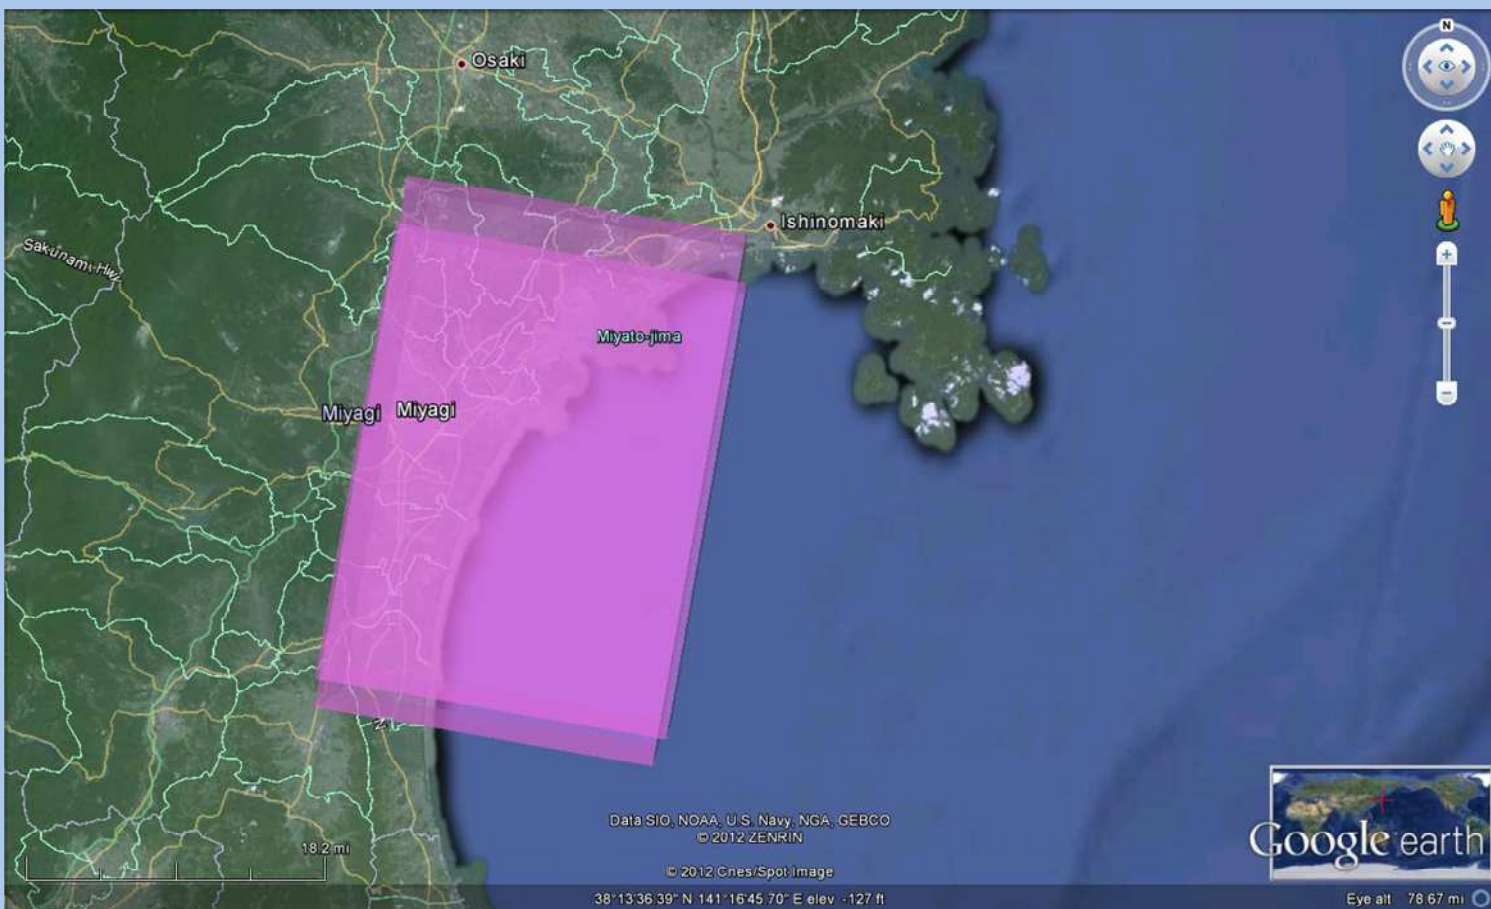 N
Osaki
Ishinomaki
Sakunami Hwy
Miyato-jima
Miyagi Miyagi
Data SIO, NOAA, U.S. Navy, NGA, GEBCO
© 2012 ZENRIN
18.2 mi
© 2012 Cnes/Spot Image
Google earth
38°13'36.39" N 141°16'45.70" E elev -127 ft
Eye alt 78.67 mi